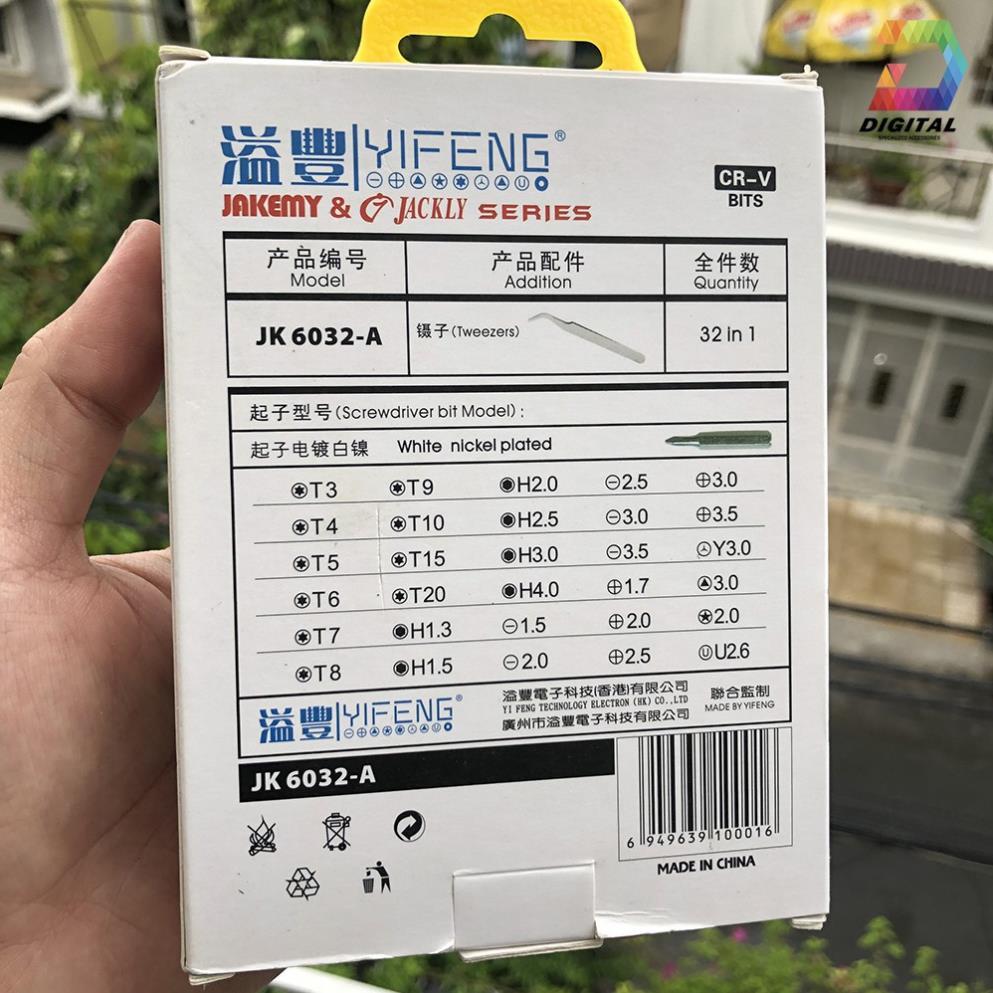 DIGITAL
溢豐 YIFENG®
JAKEMY & JACKLY SERIES
CR-V
BITS
产品编号 产品配件 全件数
Model Addition Quantity
JK 6032-A 镊子(Tweezers) 32 in 1
起子型号(Screwdriver bit Model):
起子电镀白镍 White nickel plated
T3 T9 H2.0 ⊖2.5 ⊕3.0
T4 T10 H2.5 ⊖3.0 ⊕3.5
T5 T15 H3.0 ⊖3.5 Y3.0
T6 T20 H4.0 ⊕1.7 3.0
T7 H1.3 ⊖1.5 ⊕2.0 2.0
T8 H1.5 ⊖2.0 ⊕2.5 U2.6
溢豐 YIFENG®
溢豐電子科技(香港)有限公司
YI FENG TECHNOLOGY ELECTRON (HK) CO.,LTD
廣州市溢豐電子科技有限公司
聯合監制
MADE BY YIFENG
JK 6032-A
6 949639 100016
MADE IN CHINA